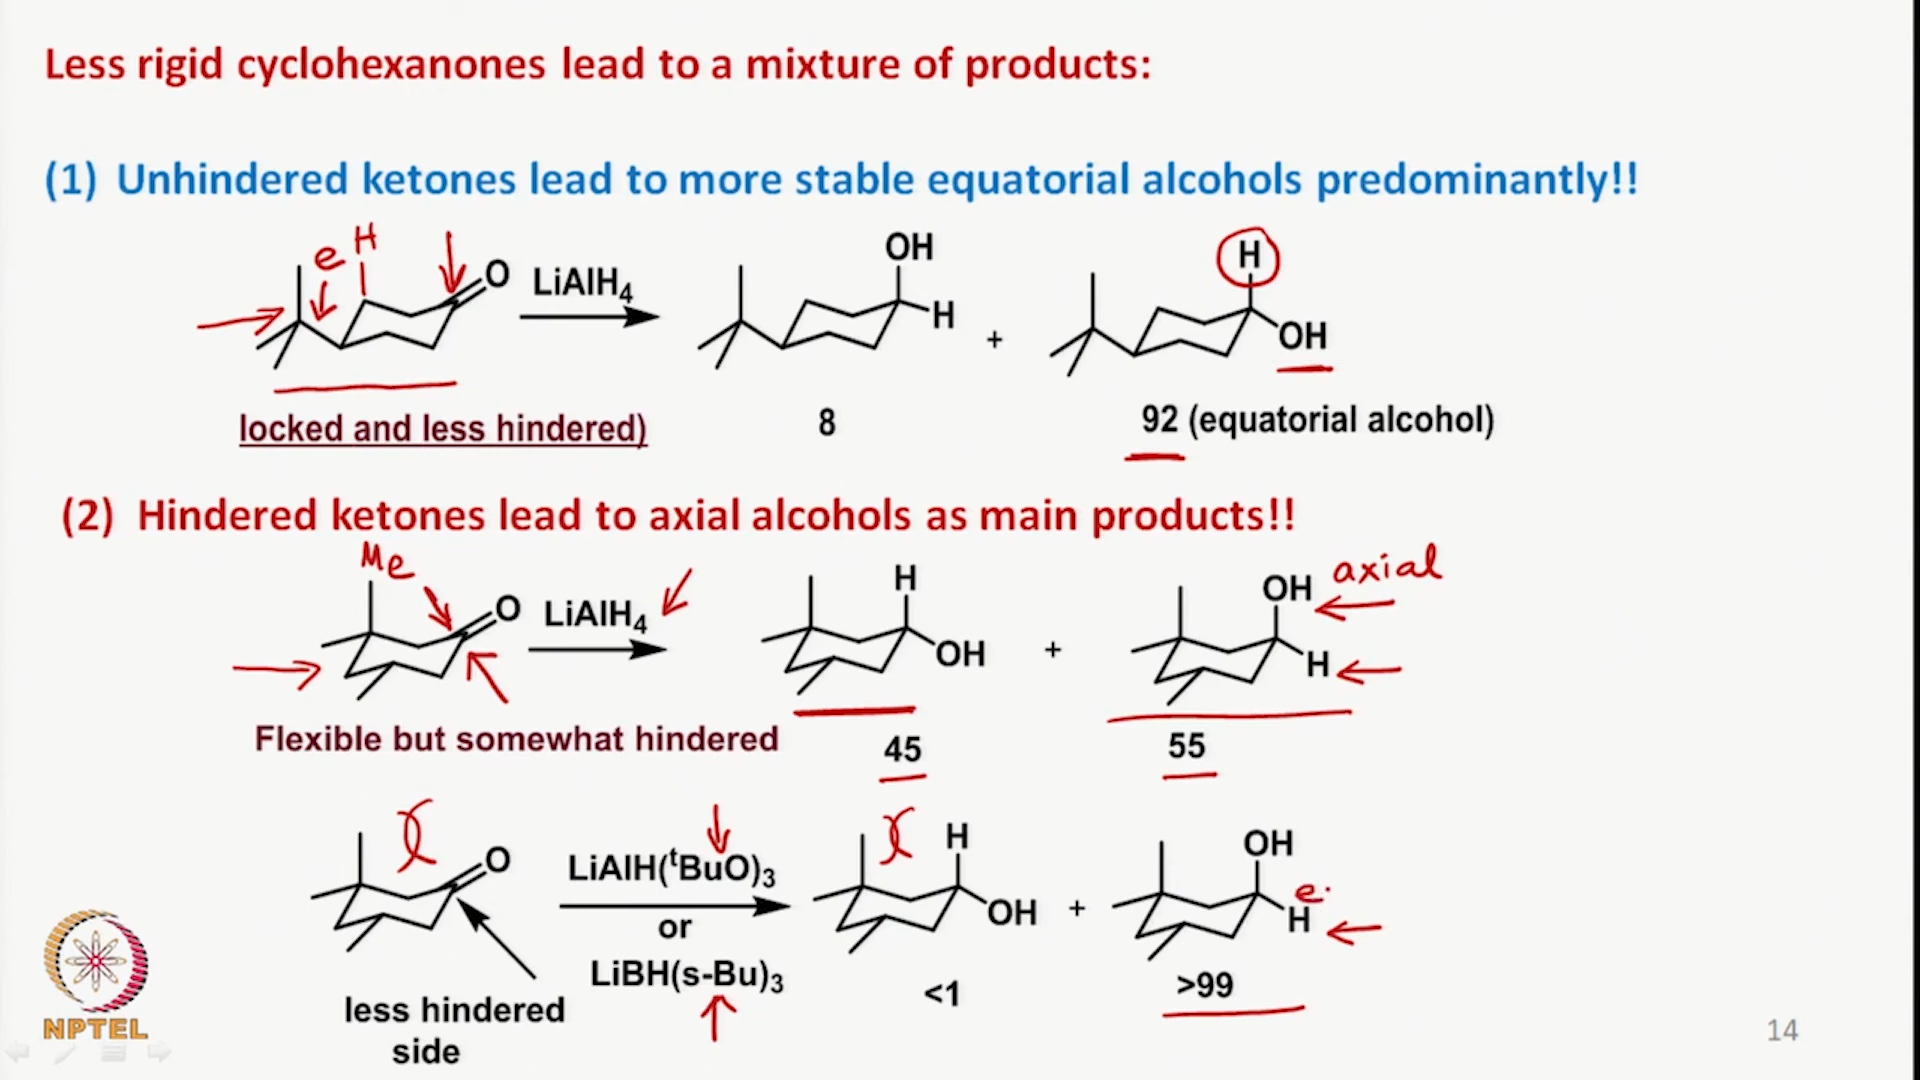 Less rigid cyclohexanones lead to a mixture of products:
(1) Unhindered ketones lead to more stable equatorial alcohols predominantly!!
e H
O
LiAlH4
OH
H
+
H
OH
locked and less hindered)
8
92 (equatorial alcohol)
(2) Hindered ketones lead to axial alcohols as main products!!
Me
O
LiAlH4
H
OH
+
OH
axial
H
Flexible but somewhat hindered
45
55
O
LiAlH(tBuO)3
or
LiBH(s-Bu)3
H
OH
+
OH
e.
H
less hindered
side
<1
>99
NPTEL
14